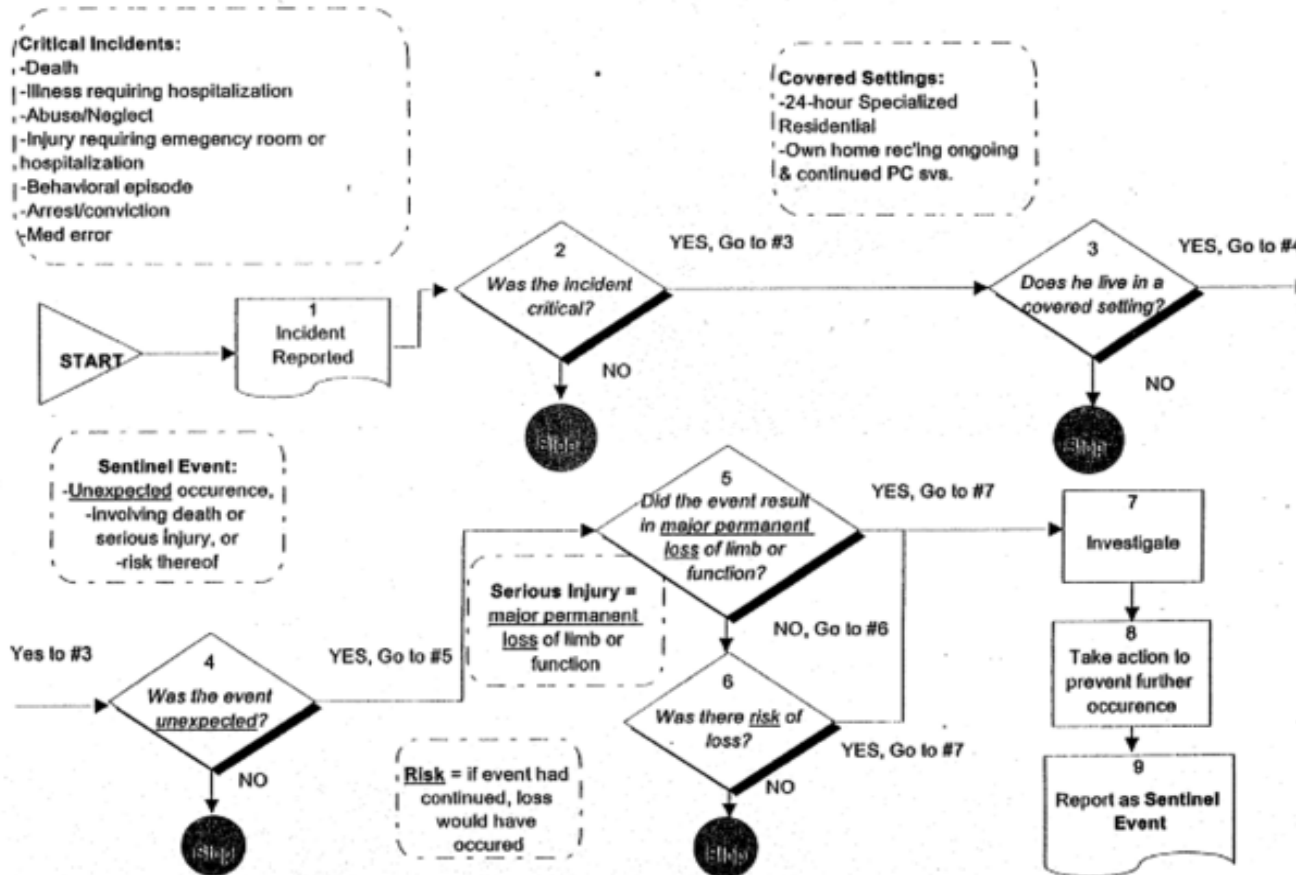 Critical Incidents:
-Death
-Illness requiring hospitalization
-Abuse/Neglect
-Injury requiring emegency room or
hospitalization
-Behavioral episode
-Arrest/conviction
-Med error
Covered Settings:
-24-hour Specialized
Residential
-Own home rec'ing ongoing
& continued PC svs.
START
1
Incident
Reported
2
Was the incident
critical?
YES, Go to #3
NO
Stop
3
Does he live in a
covered setting?
YES, Go to #4
NO
Stop
Sentinel Event:
-Unexpected occurence,
-involving death or
serious injury, or
-risk thereof
Yes to #3
4
Was the event
unexpected?
YES, Go to #5
NO
Stop
Serious Injury =
major permanent
loss of limb or
function
5
Did the event result
in major permanent
loss of limb or
function?
YES, Go to #7
NO, Go to #6
6
Was there risk of
loss?
YES, Go to #7
NO
Stop
Risk = if event had
continued, loss
would have
occured
7
Investigate
8
Take action to
prevent further
occurence
9
Report as Sentinel
Event